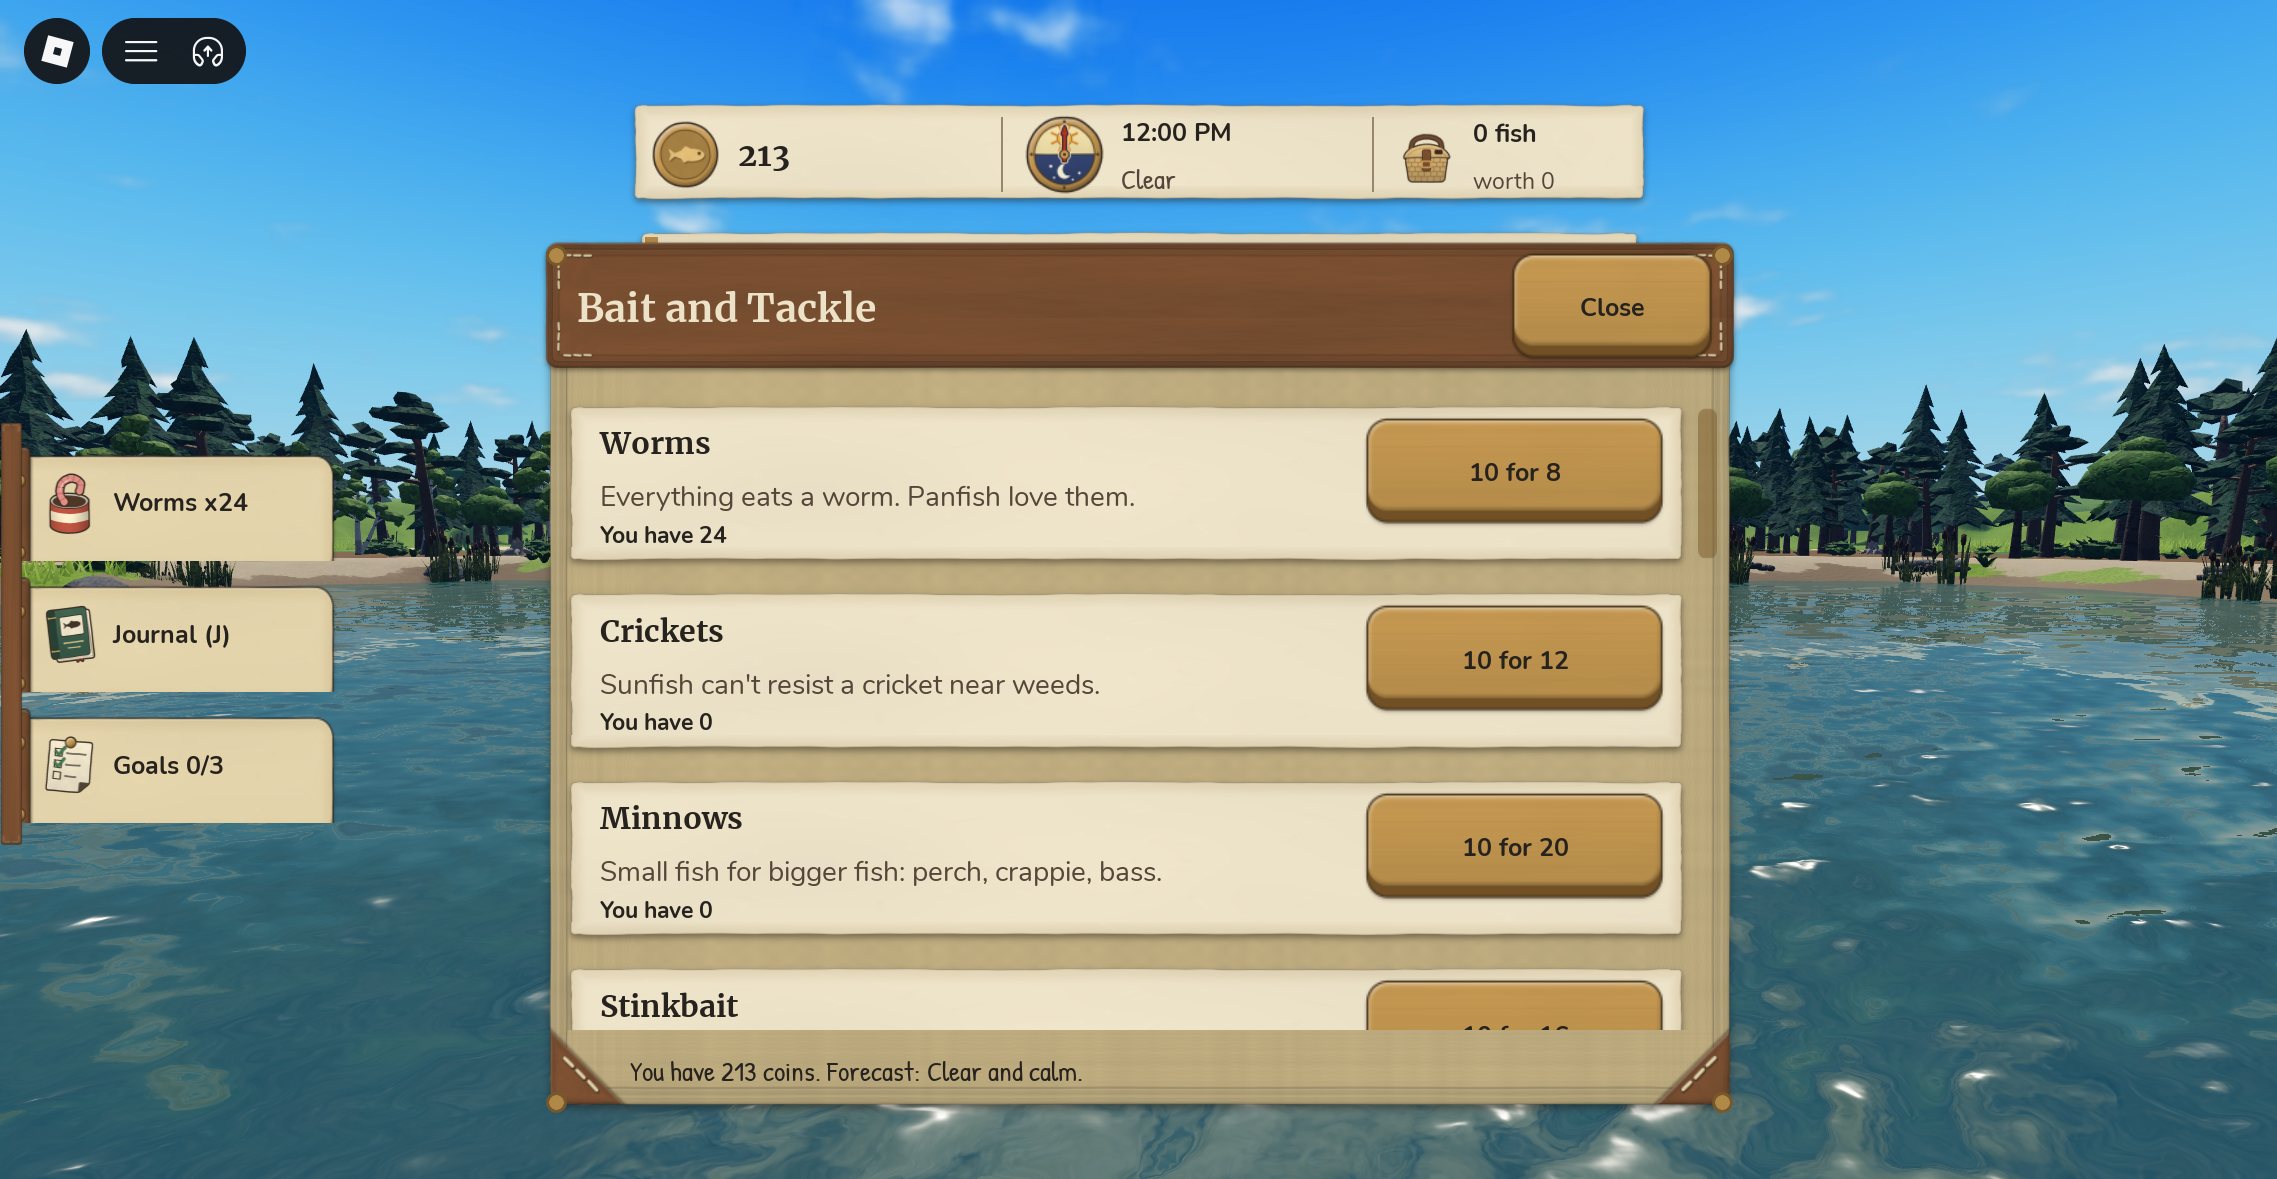 213
12:00 PM
Clear
0 fish
worth 0
Bait and Tackle
Close
Worms
Everything eats a worm. Panfish love them.
You have 24
10 for 8
Crickets
Sunfish can't resist a cricket near weeds.
You have 0
10 for 12
Minnows
Small fish for bigger fish: perch, crappie, bass.
You have 0
10 for 20
Stinkbait
You have 213 coins. Forecast: Clear and calm.
Worms x24
Journal (J)
Goals 0/3